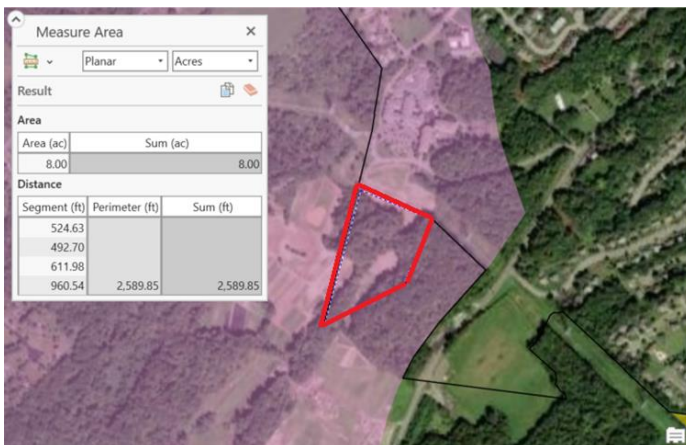 Measure Area
Planar Acres
Result
Area
Area (ac) Sum (ac)
8.00 8.00
Distance
Segment (ft) Perimeter (ft) Sum (ft)
524.63
492.70
611.98
960.54 2,589.85 2,589.85